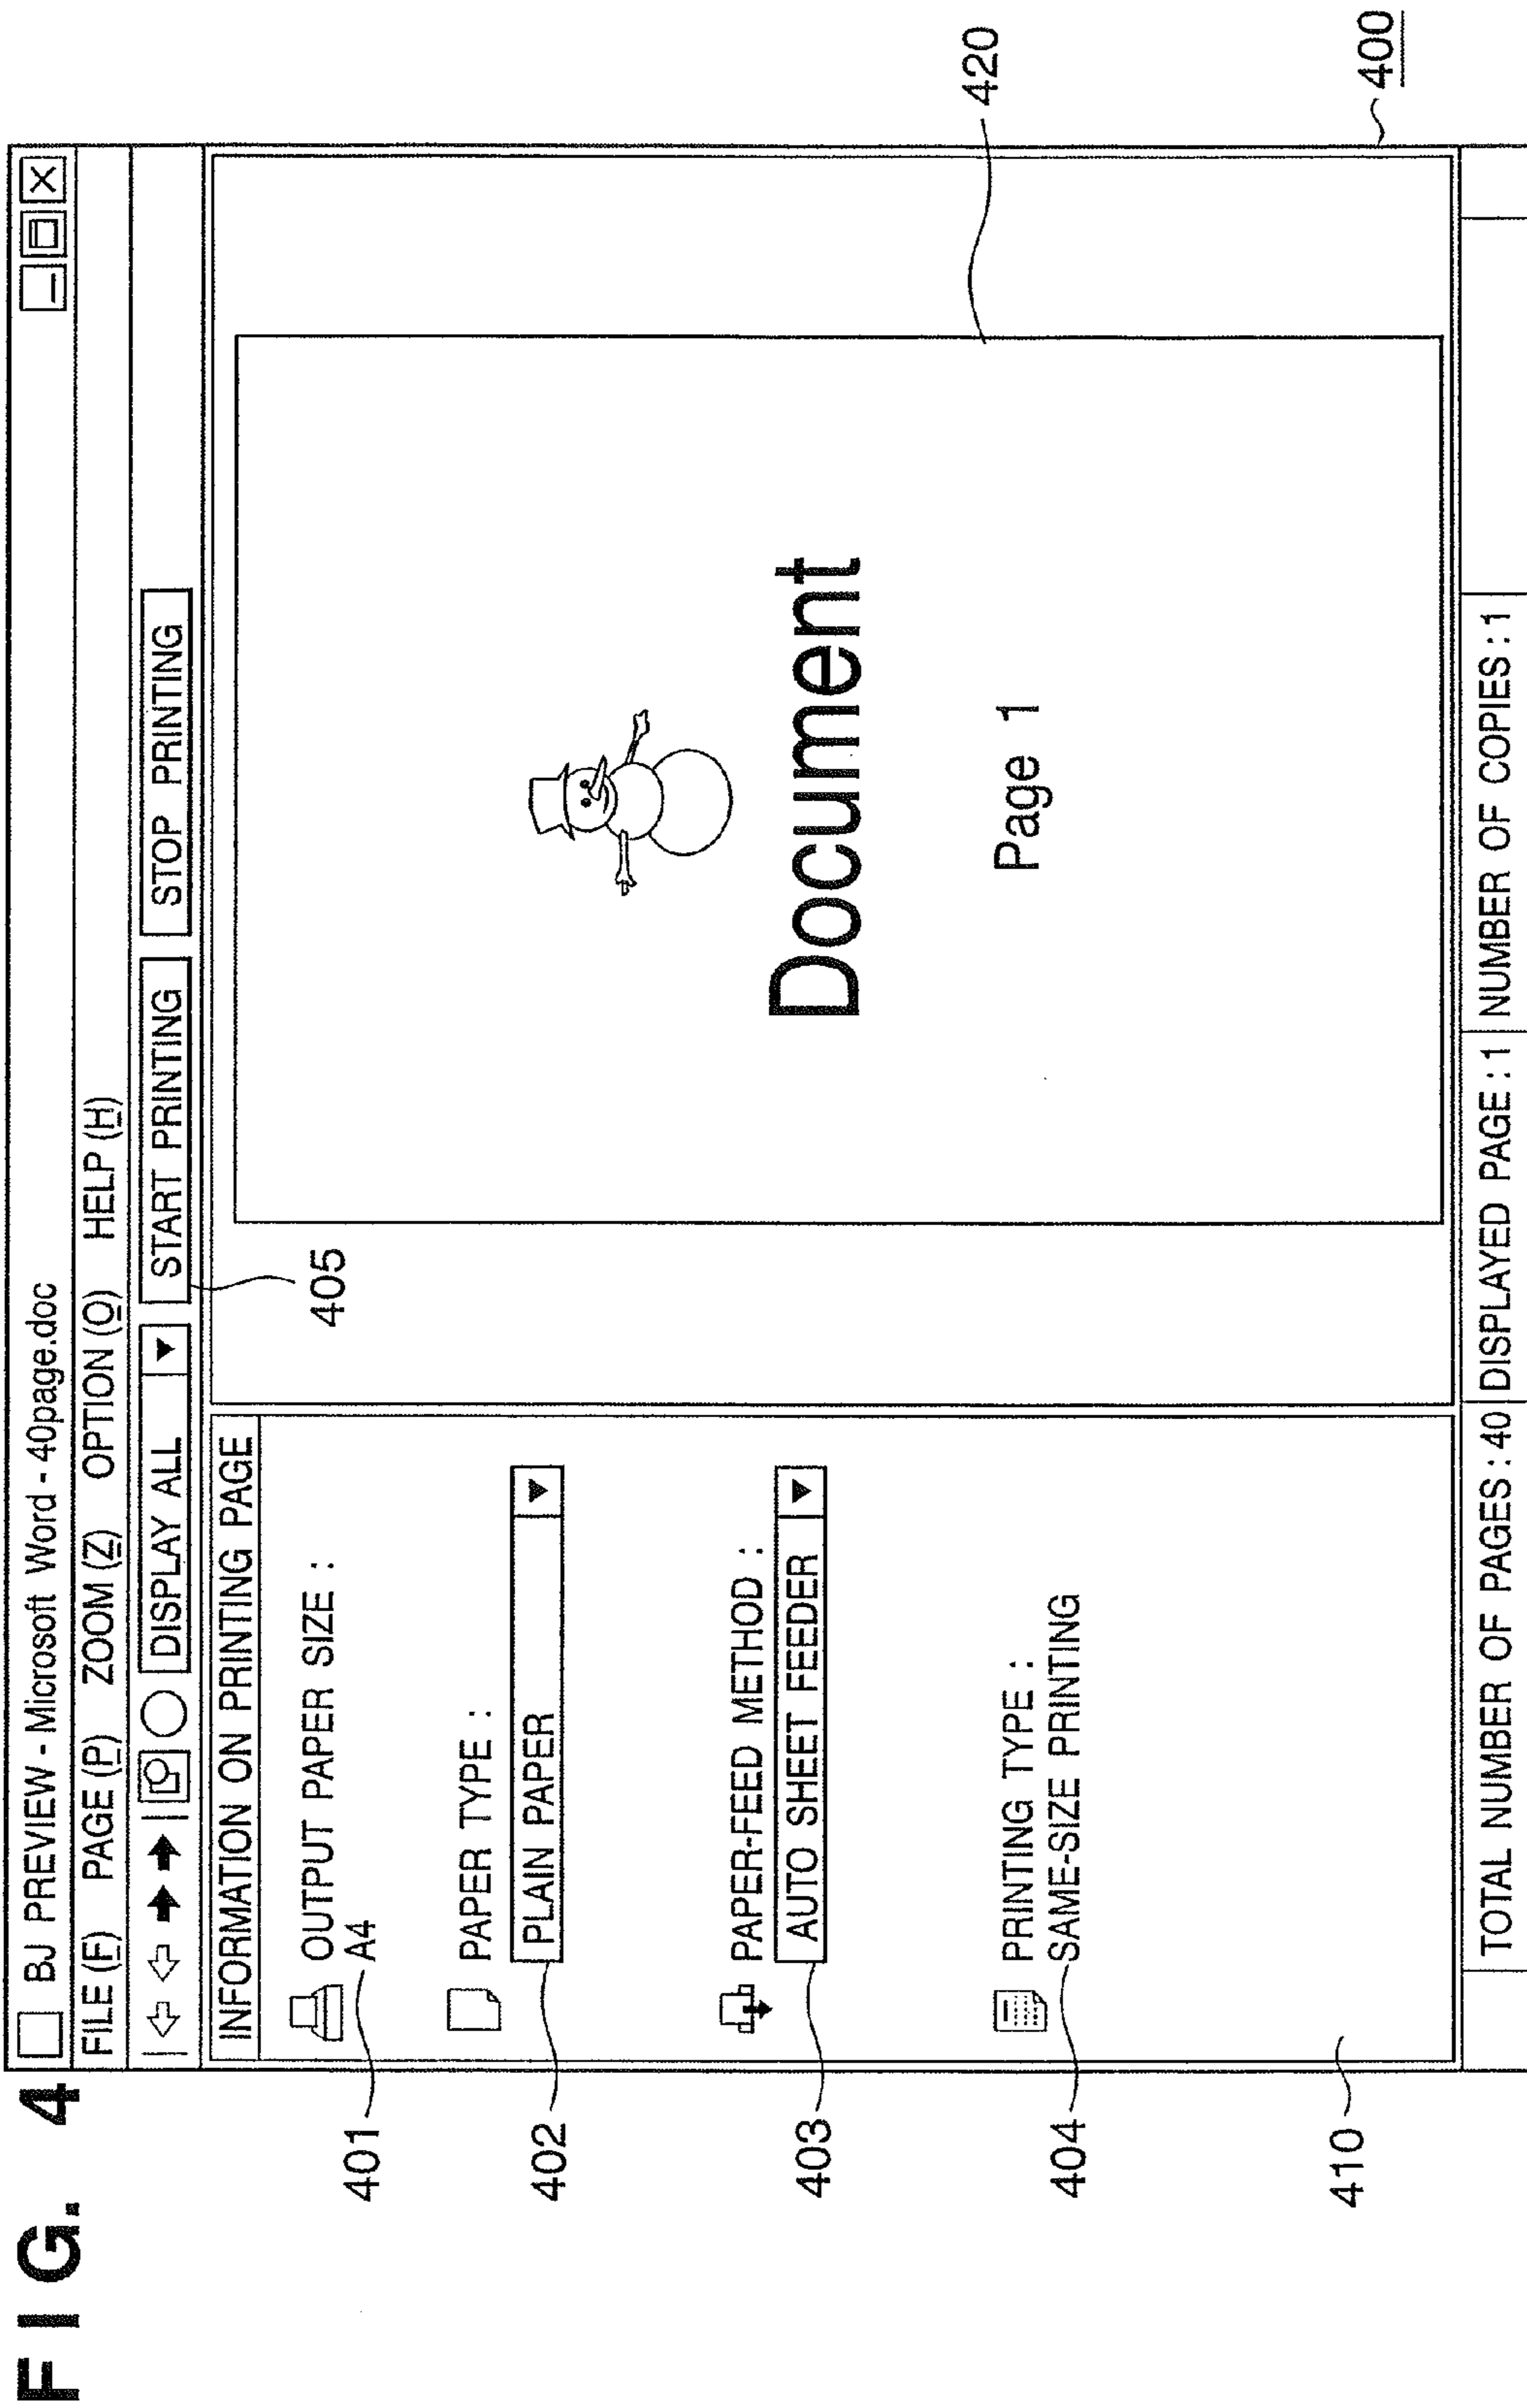 FIG. 4
BJ PREVIEW - Microsoft Word - 40page.doc
FILE (F) PAGE (P) ZOOM (Z) OPTION (O) HELP (H)
DISPLAY ALL START PRINTING STOP PRINTING
405
INFORMATION ON PRINTING PAGE
OUTPUT PAPER SIZE :
A4
401
PAPER TYPE :
PLAIN PAPER
402
PAPER-FEED METHOD :
AUTO SHEET FEEDER
403
PRINTING TYPE :
SAME-SIZE PRINTING
404
410
Document
Page 1
420
400
TOTAL NUMBER OF PAGES : 40 DISPLAYED PAGE : 1 NUMBER OF COPIES : 1